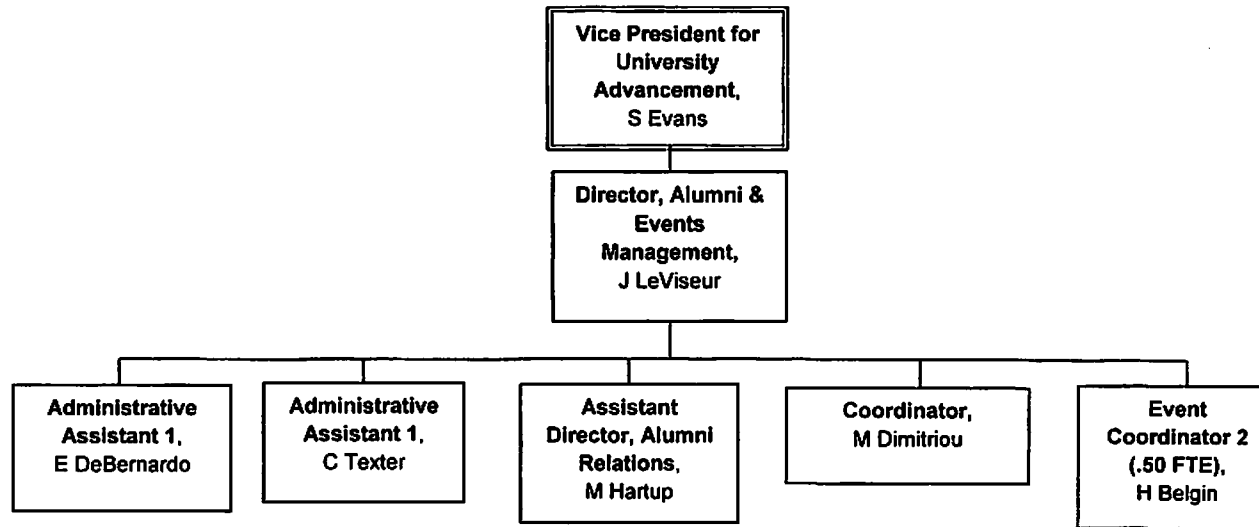 Vice President for
University
Advancement,
S Evans
Director, Alumni &
Events
Management,
J LeViseur
Administrative
Assistant 1,
E DeBernardo
Administrative
Assistant 1,
C Texter
Assistant
Director, Alumni
Relations,
M Hartup
Coordinator,
M Dimitriou
Event
Coordinator 2
(.50 FTE),
H Belgin